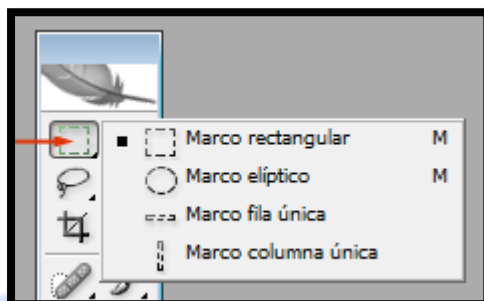 Marco rectangular M
Marco elíptico M
Marco fila única
Marco columna única